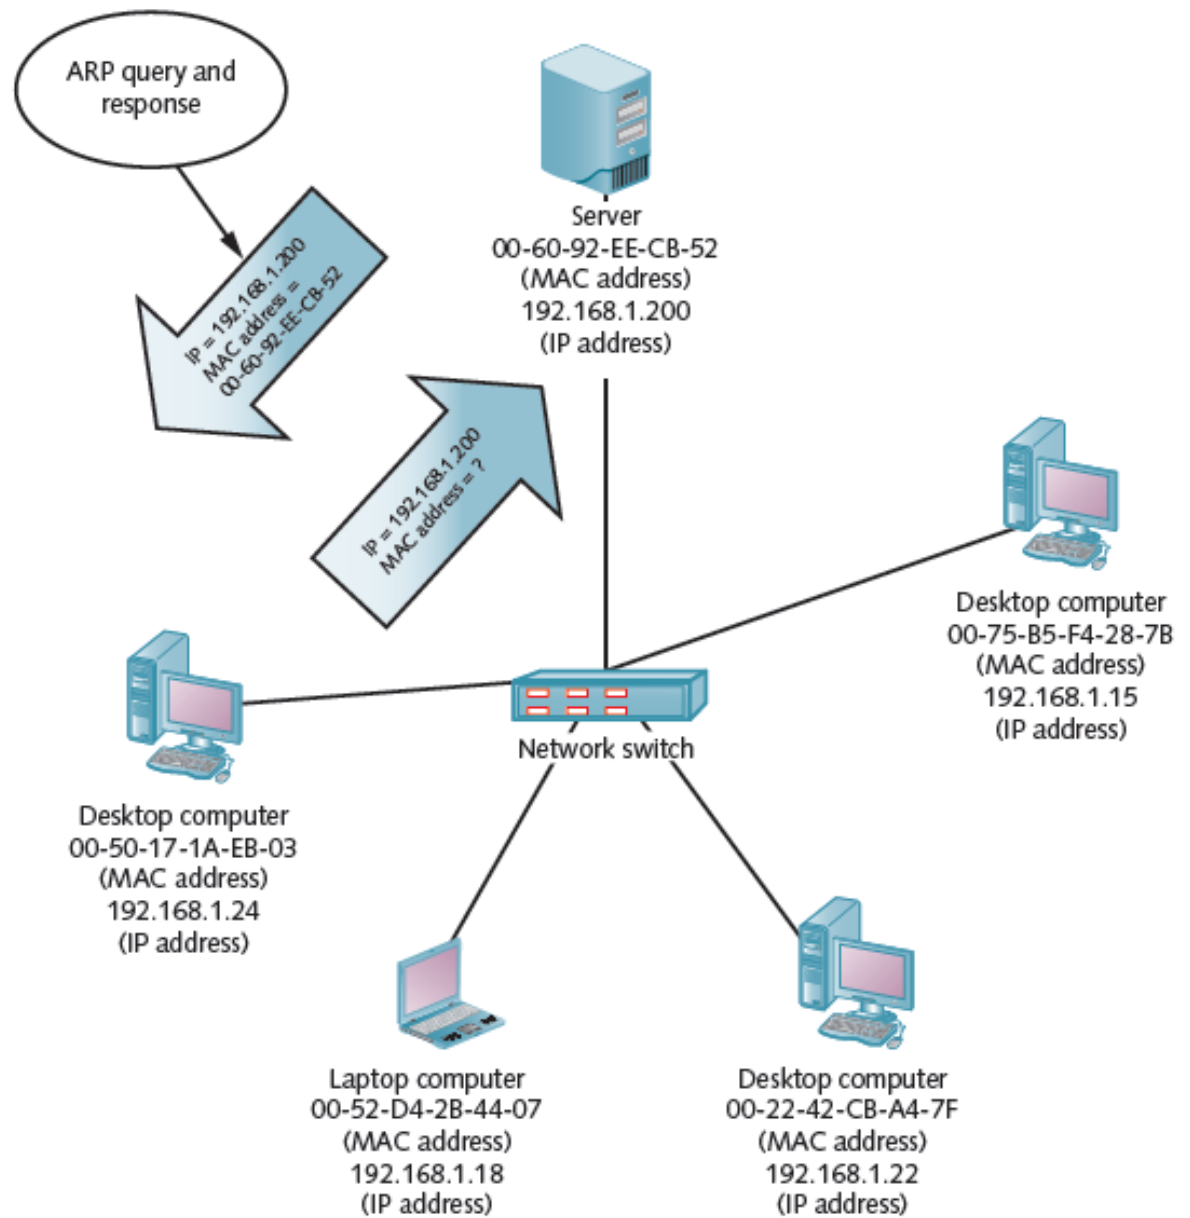 ARP query and
response
IP = 192.168.1.200
MAC address =
00-60-92-EE-CB-52
IP = 192.168.1.200
MAC address = ?
Server
00-60-92-EE-CB-52
(MAC address)
192.168.1.200
(IP address)
Desktop computer
00-75-B5-F4-28-7B
(MAC address)
192.168.1.15
(IP address)
Network switch
Desktop computer
00-50-17-1A-EB-03
(MAC address)
192.168.1.24
(IP address)
Laptop computer
00-52-D4-2B-44-07
(MAC address)
192.168.1.18
(IP address)
Desktop computer
00-22-42-CB-A4-7F
(MAC address)
192.168.1.22
(IP address)